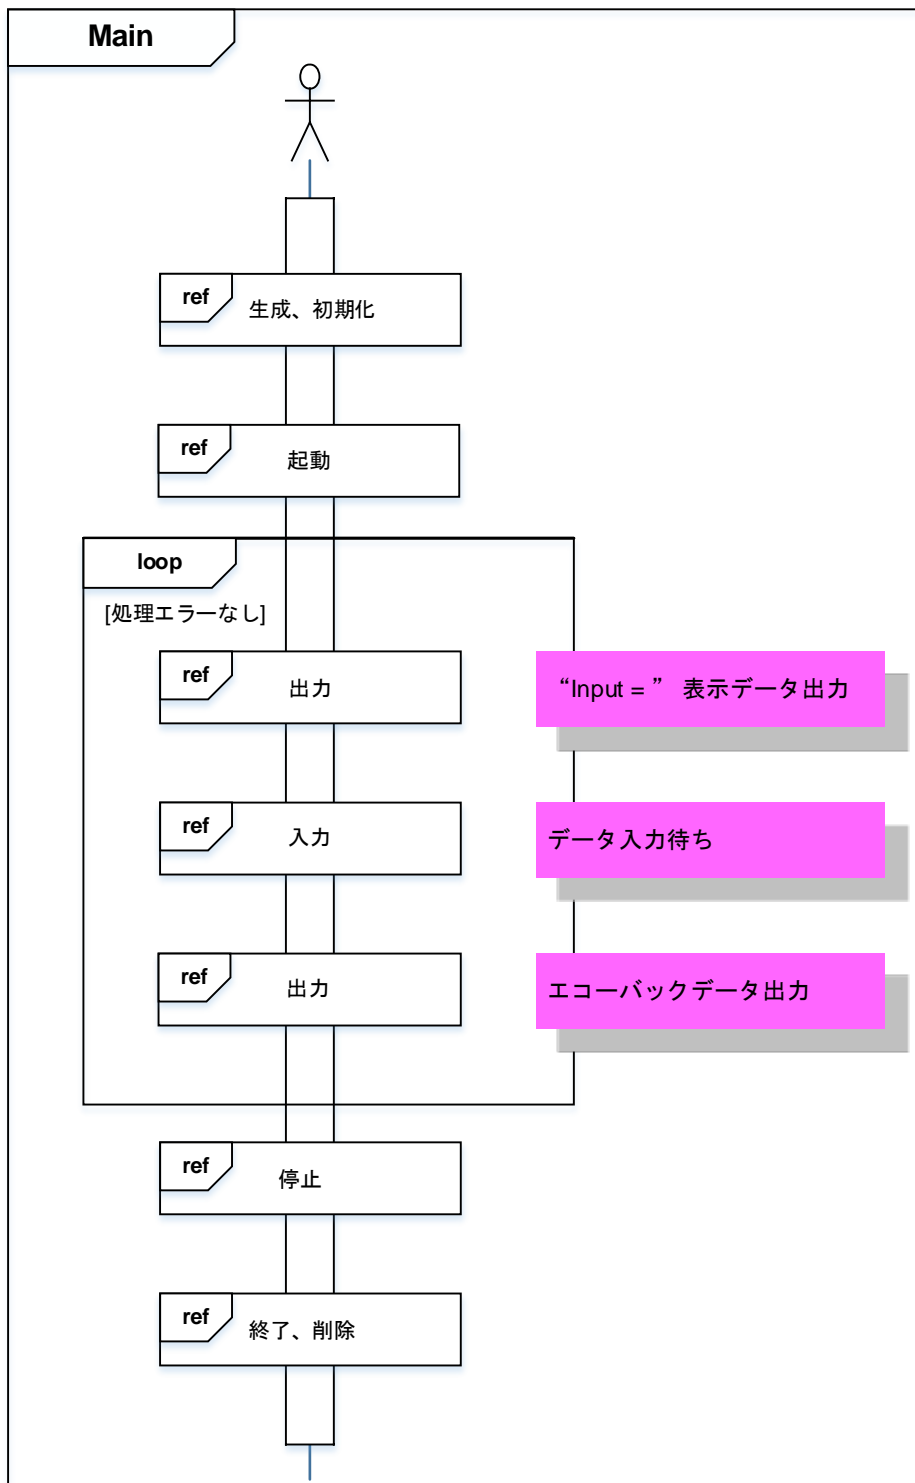 Main
ref
生成、初期化
ref
起動
loop
[処理エラーなし]
ref
出力
“Input = ” 表示データ出力
ref
入力
データ入力待ち
ref
出力
エコーバックデータ出力
ref
停止
ref
終了、削除